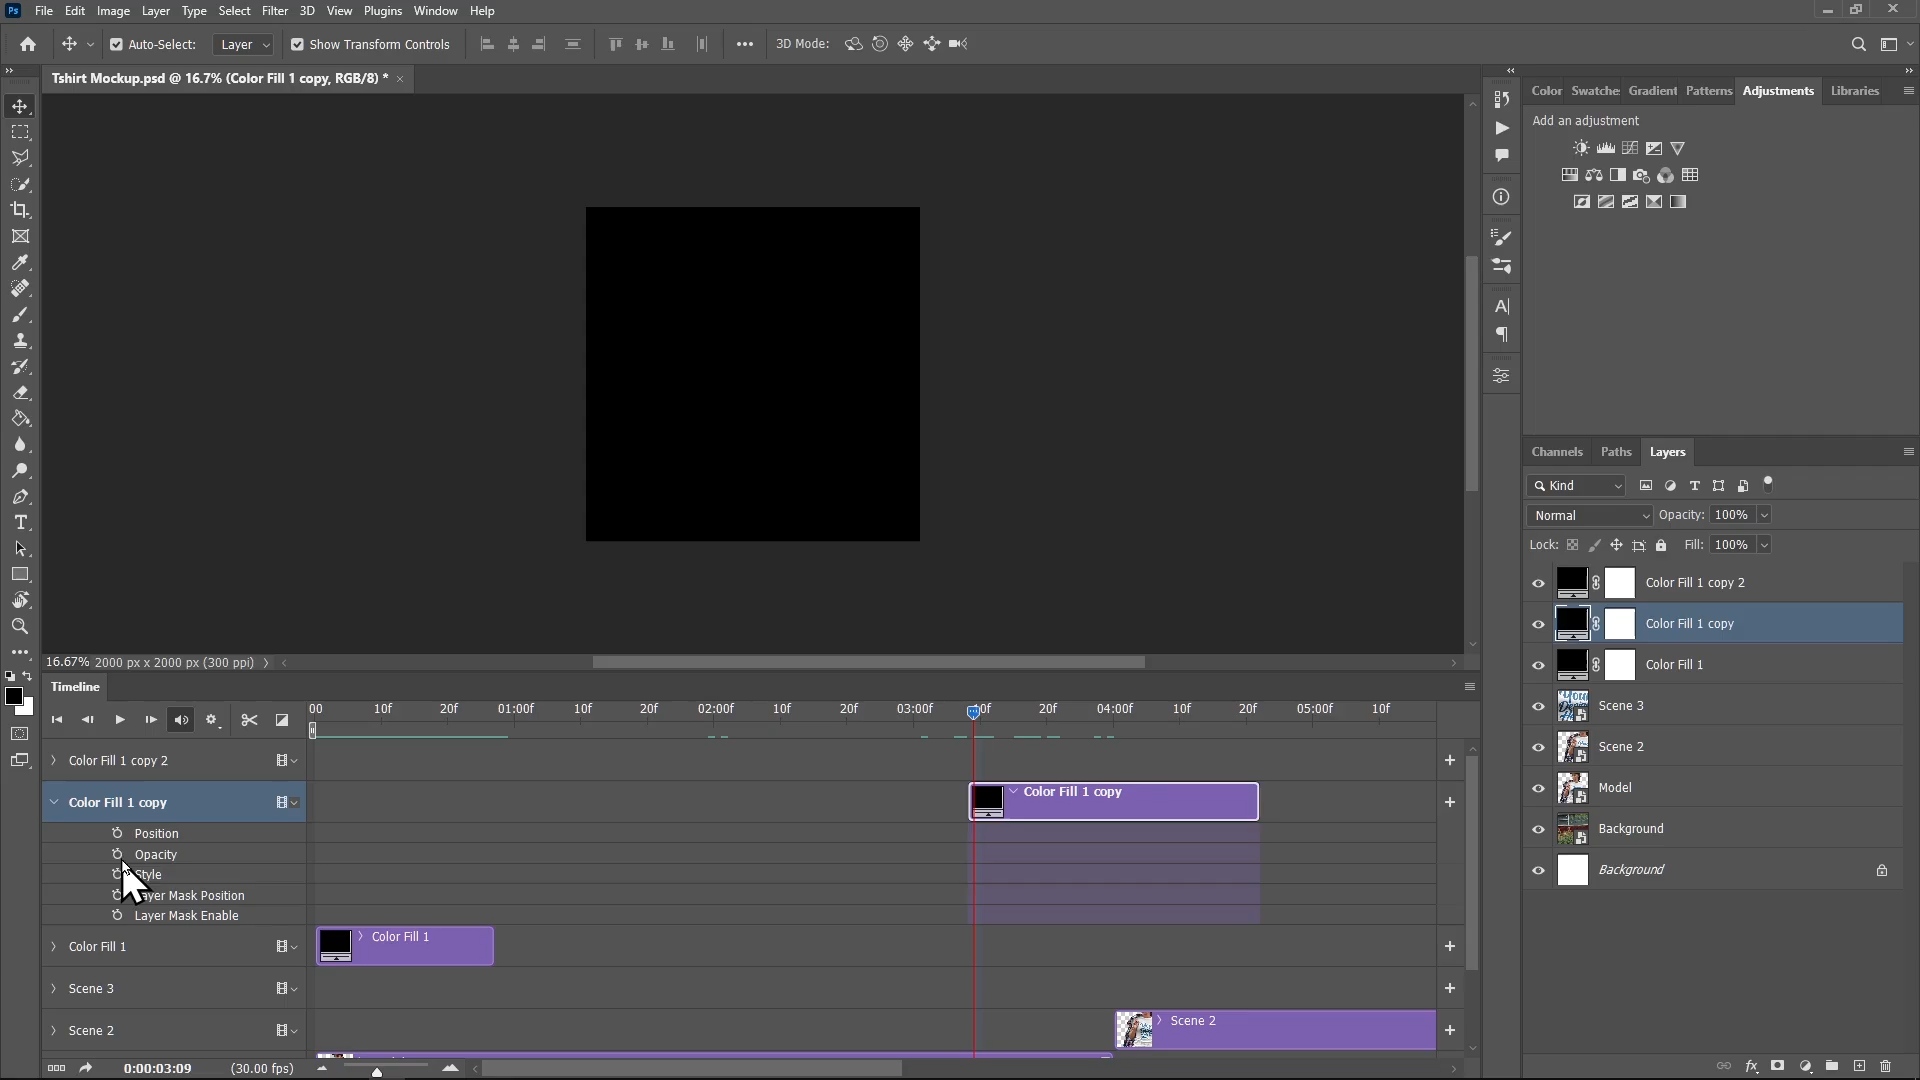 Ps File Edit Image Layer Type Select Filter 3D View Plugins Window Help
Auto-Select: Layer Show Transform Controls 3D Mode:
Tshirt Mockup.psd @ 16.7% (Color Fill 1 copy, RGB/8) *
Color Swatche Gradient Patterns Adjustments Libraries
Add an adjustment
Channels Paths Layers
Kind
Normal Opacity: 100%
Lock: Fill: 100%
Color Fill 1 copy 2
Color Fill 1 copy
Color Fill 1
Scene 3
Scene 2
Model
Background
Background
16.67% 2000 px x 2000 px (300 ppi)
Timeline
00 10f 20f 01:00f 10f 20f 02:00f 10f 20f 03:00f 20f 04:00f 10f 20f 05:00f 10f
Color Fill 1 copy 2
Color Fill 1 copy
Color Fill 1 copy
Position
Opacity
Style
Layer Mask Position
Layer Mask Enable
Color Fill 1
Color Fill 1
Scene 3
Scene 2
Scene 2
0:00:03:09 (30.00 fps)